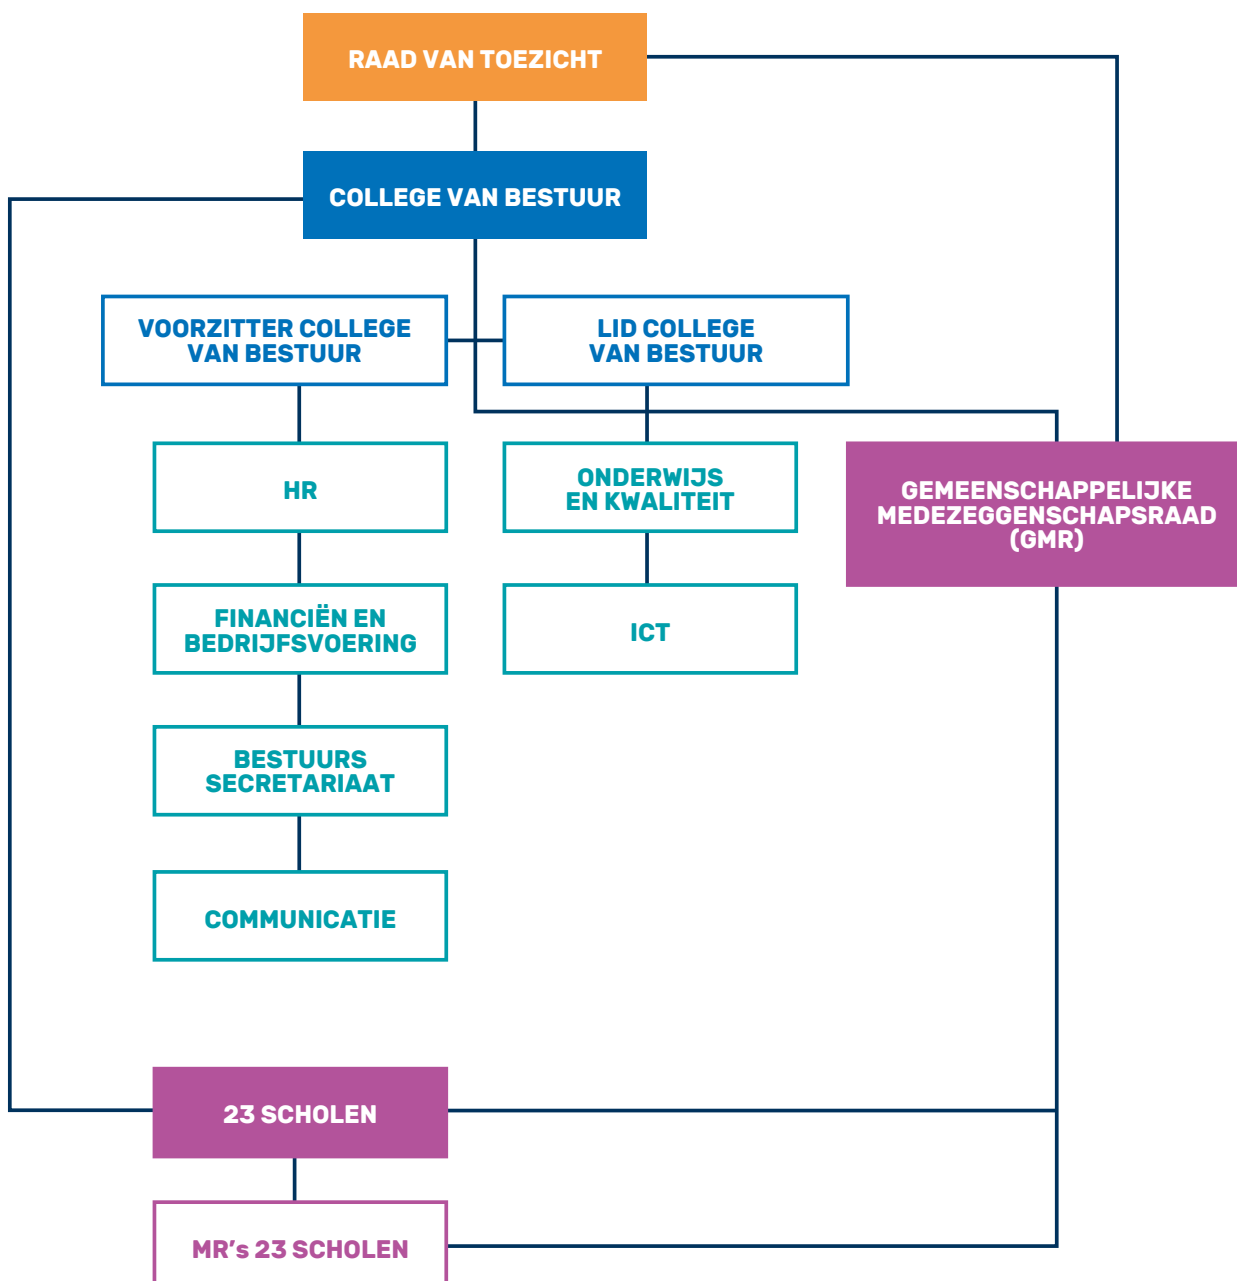 RAAD VAN TOEZICHT
COLLEGE VAN BESTUUR
VOORZITTER COLLEGE
VAN BESTUUR
LID COLLEGE
VAN BESTUUR
HR
ONDERWIJS
EN KWALITEIT
GEMEENSCHAPPELIJKE
MEDEZEGGENSCHAPSRAAD
(GMR)
FINANCIËN EN
BEDRIJFSVOERING
ICT
BESTUURS
SECRETARIAAT
COMMUNICATIE
23 SCHOLEN
MR's 23 SCHOLEN